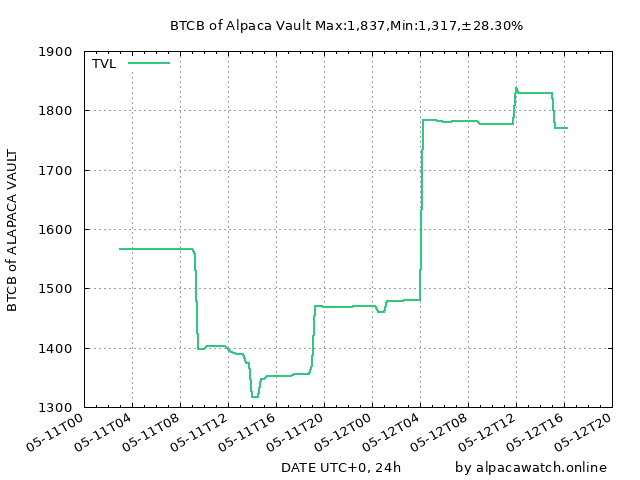 BTCB of Alpaca Vault Max:1,837,Min:1,317,±28.30%
TVL
BTCB of ALAPACA VAULT
1900
1800
1700
1600
1500
1400
1300
05-11T00
05-11T04
05-11T08
05-11T12
05-11T16
05-11T20
05-12T00
05-12T04
05-12T08
05-12T12
05-12T16
05-12T20
DATE UTC+0, 24h
by alpacawatch.online